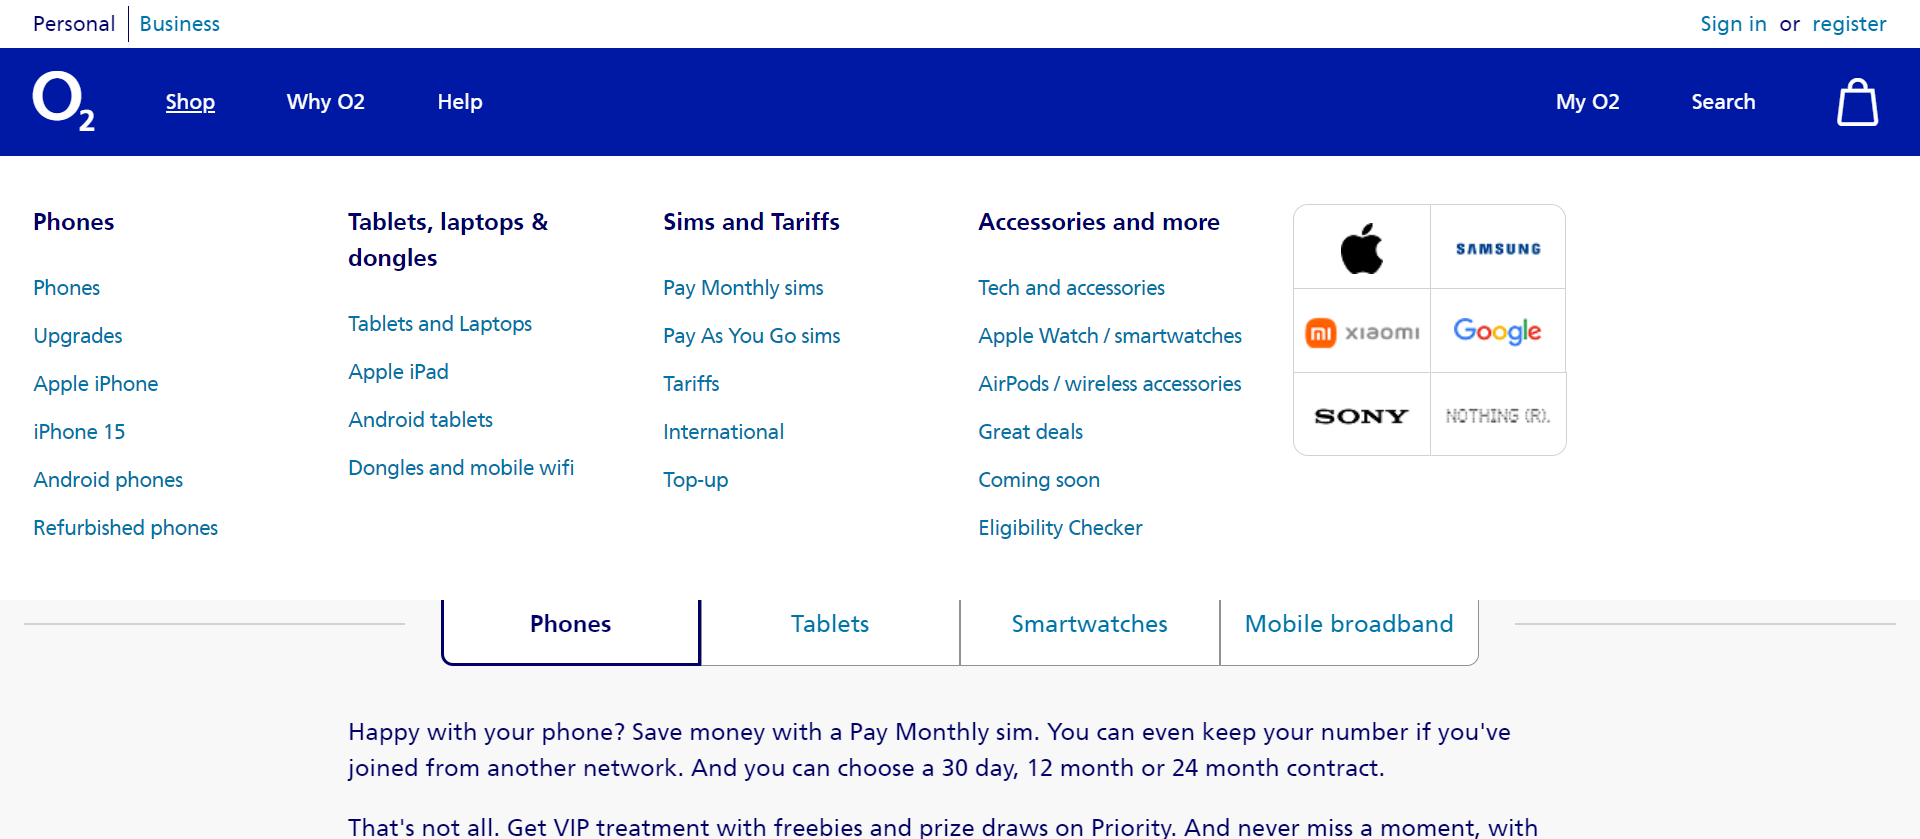 Personal
Business
Sign in or register
O2
Shop
Why O2
Help
My O2
Search
Phones
Phones
Upgrades
Apple iPhone
iPhone 15
Android phones
Refurbished phones
Tablets, laptops &
dongles
Tablets and Laptops
Apple iPad
Android tablets
Dongles and mobile wifi
Sims and Tariffs
Pay Monthly sims
Pay As You Go sims
Tariffs
International
Top-up
Accessories and more
Tech and accessories
Apple Watch / smartwatches
AirPods / wireless accessories
Great deals
Coming soon
Eligibility Checker
SAMSUNG
mi xiaomi
Google
SONY
NOTHING (R).
Phones
Tablets
Smartwatches
Mobile broadband
Happy with your phone? Save money with a Pay Monthly sim. You can even keep your number if you've
joined from another network. And you can choose a 30 day, 12 month or 24 month contract.
That's not all. Get VIP treatment with freebies and prize draws on Priority. And never miss a moment, with